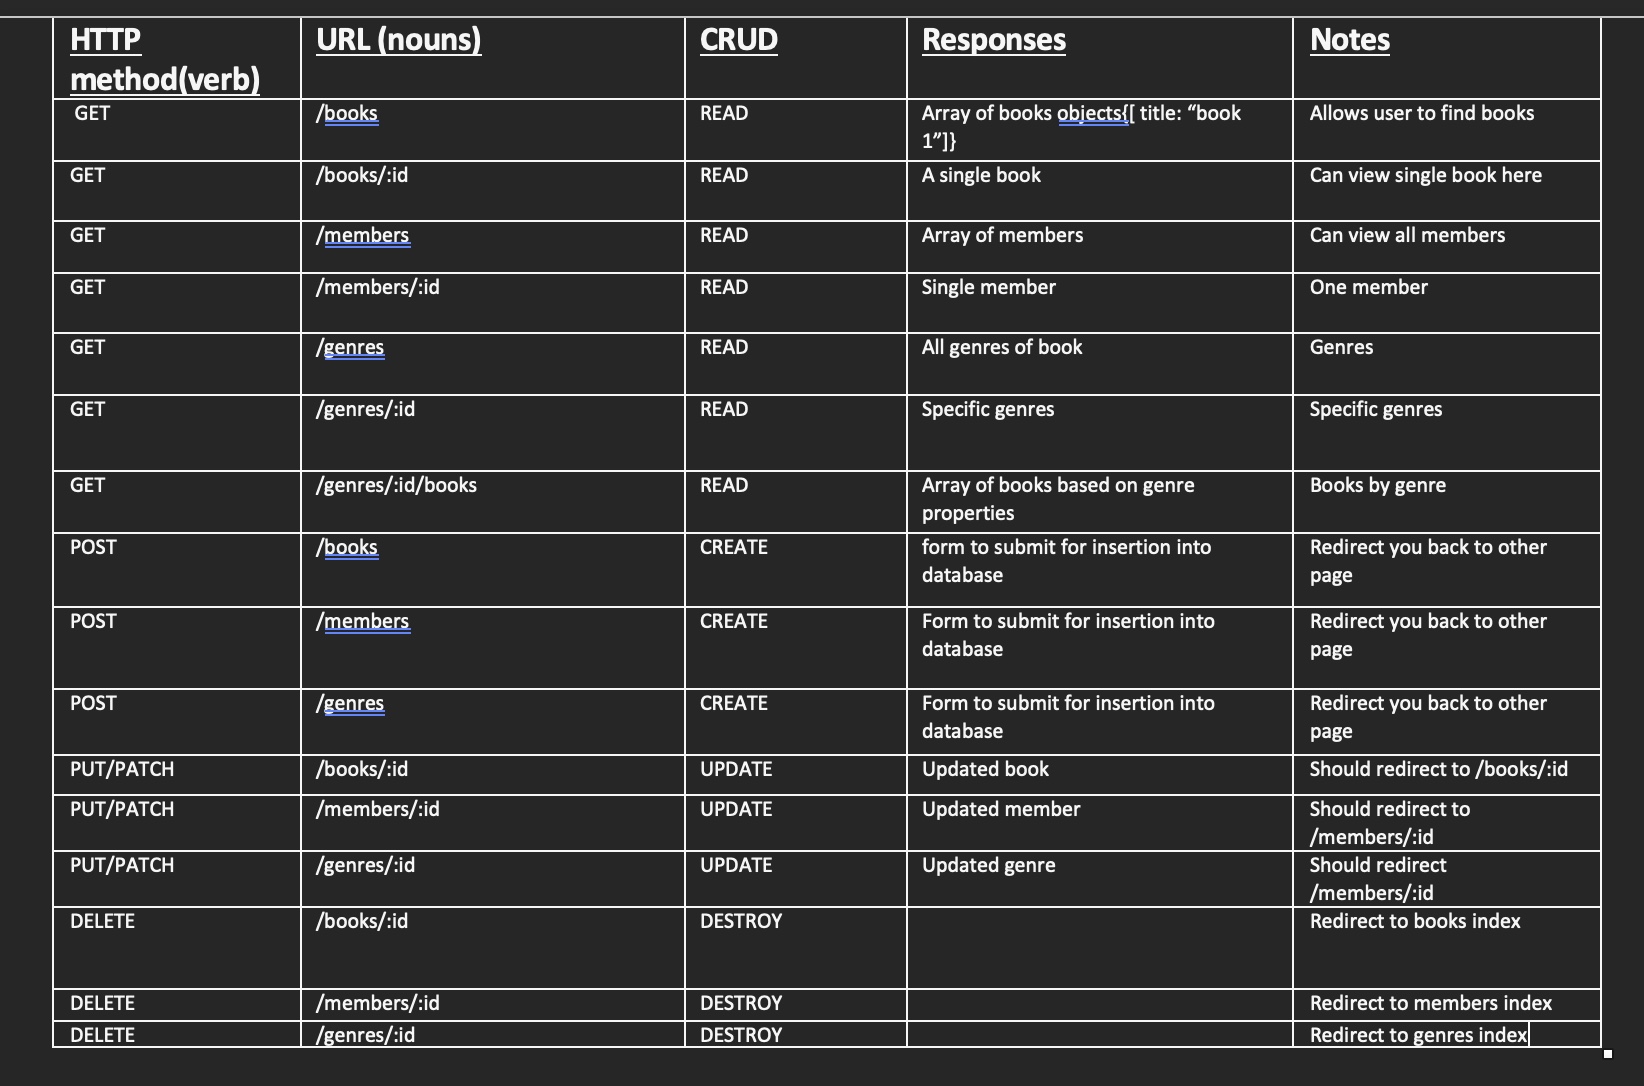 HTTP method(verb) URL (nouns) CRUD Responses Notes
GET /books READ Array of books objects{[ title: “book 1”]} Allows user to find books
GET /books/:id READ A single book Can view single book here
GET /members READ Array of members Can view all members
GET /members/:id READ Single member One member
GET /genres READ All genres of book Genres
GET /genres/:id READ Specific genres Specific genres
GET /genres/:id/books READ Array of books based on genre properties Books by genre
POST /books CREATE form to submit for insertion into database Redirect you back to other page
POST /members CREATE Form to submit for insertion into database Redirect you back to other page
POST /genres CREATE Form to submit for insertion into database Redirect you back to other page
PUT/PATCH /books/:id UPDATE Updated book Should redirect to /books/:id
PUT/PATCH /members/:id UPDATE Updated member Should redirect to /members/:id
PUT/PATCH /genres/:id UPDATE Updated genre Should redirect /members/:id
DELETE /books/:id DESTROY Redirect to books index
DELETE /members/:id DESTROY Redirect to members index
DELETE /genres/:id DESTROY Redirect to genres index